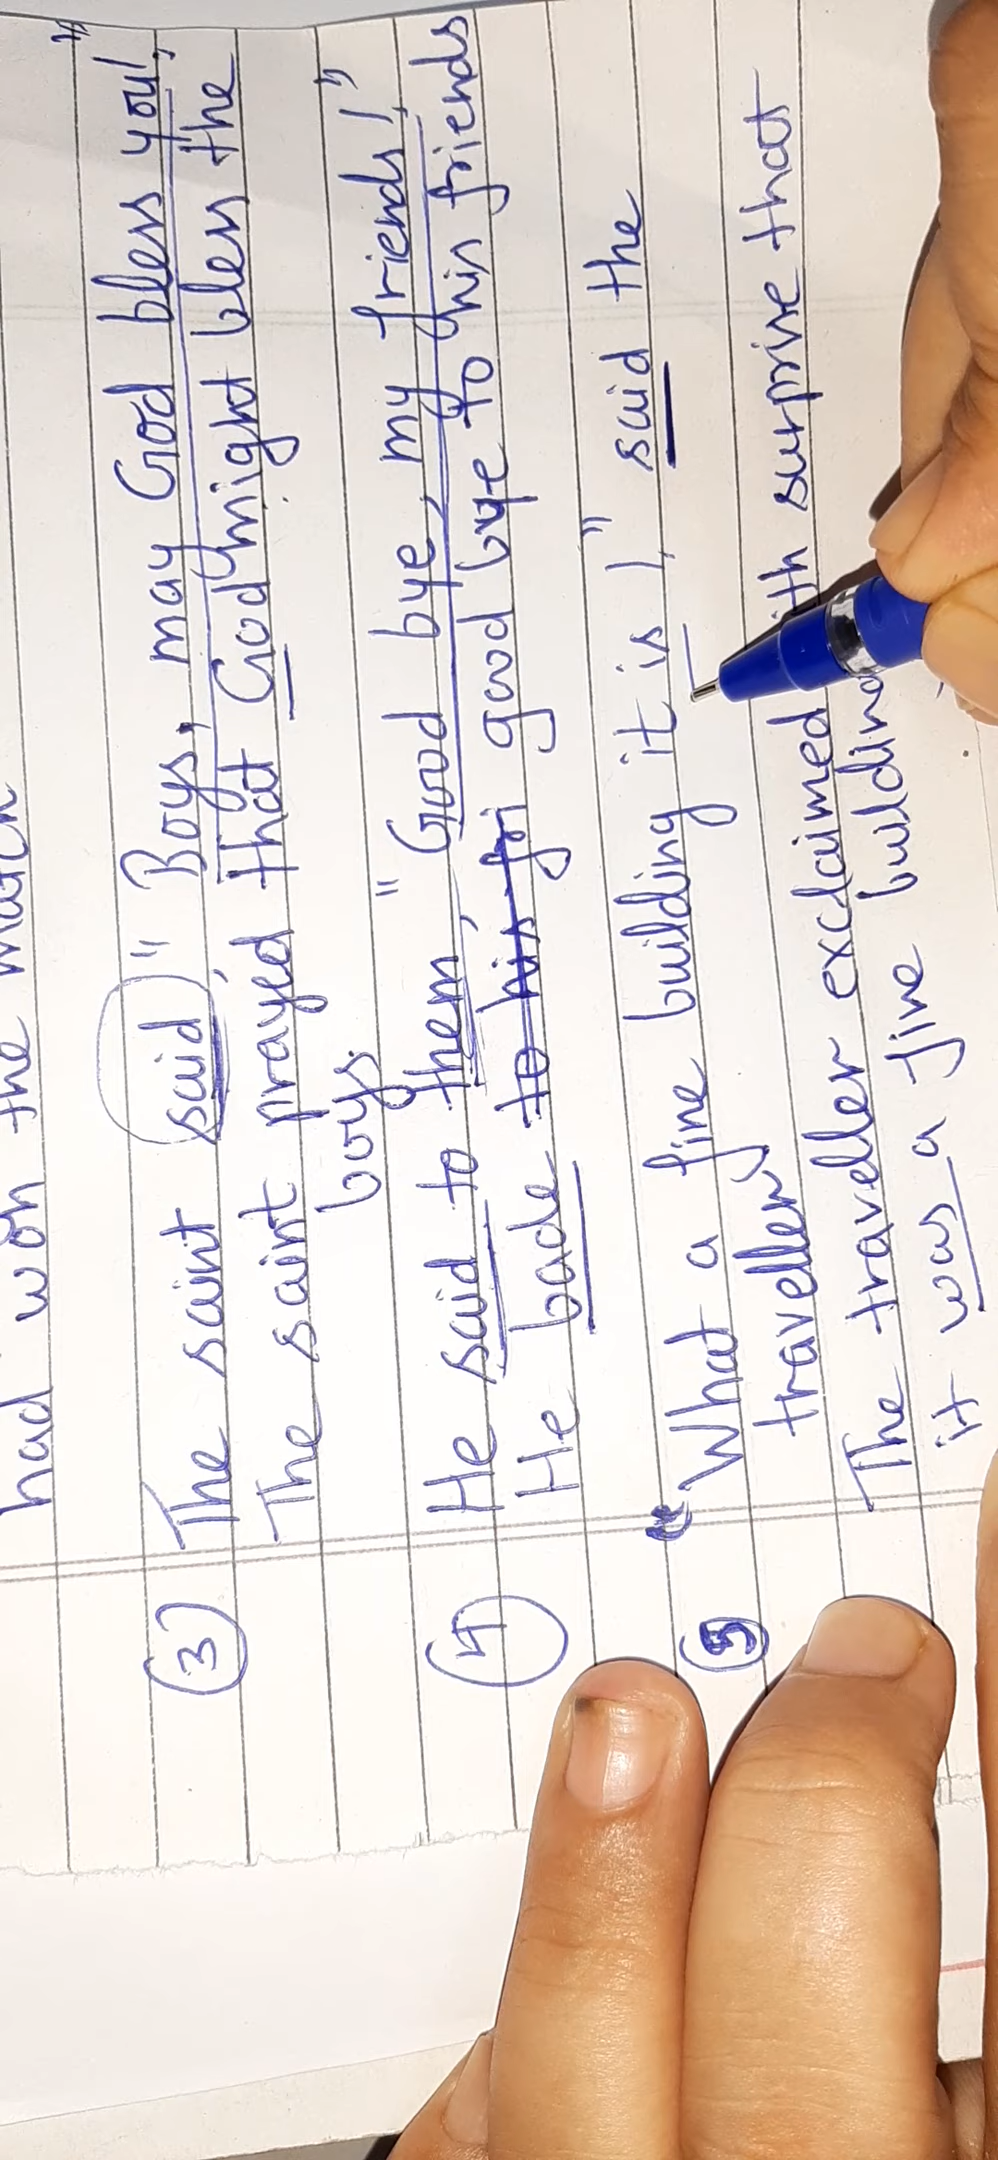 had won the match
③ The saint said, "Boys, may God bless you!"
The saint prayed that God might bless the
boys.
④ He said to them, "Good bye, my friends!"
He bade to his fri good bye to his friends
⑤ "What a fine building it is!," said the
traveller
The traveller exclaimed with surprise that
it was a fine building